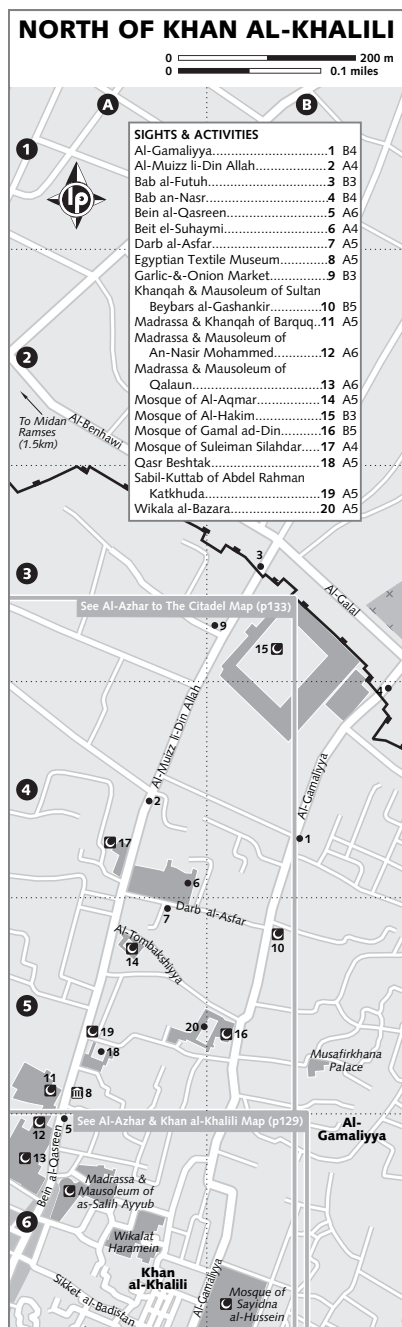 NORTH OF KHAN AL-KHALILI
0 200 m
0 0.1 miles
A B
1
2
3
4
5
6
lp
SIGHTS & ACTIVITIES
Al-Gamaliyya..............................1 B4
Al-Muizz li-Din Allah...................2 A4
Bab al-Futuh...............................3 B3
Bab an-Nasr................................4 B4
Bein al-Qasreen..........................5 A6
Beit el-Suhaymi..........................6 A4
Darb al-Asfar..............................7 A5
Egyptian Textile Museum...........8 A5
Garlic-&-Onion Market...............9 B3
Khanqah & Mausoleum of Sultan
Beybars al-Gashankir..............10 B5
Madrassa & Khanqah of Barquq..11 A5
Madrassa & Mausoleum of
An-Nasir Mohammed.............12 A6
Madrassa & Mausoleum of
Qalaun..................................13 A6
Mosque of Al-Aqmar................14 A5
Mosque of Al-Hakim.................15 B3
Mosque of Gamal ad-Din..........16 B5
Mosque of Suleiman Silahdar.....17 A4
Qasr Beshtak............................18 A5
Sabil-Kuttab of Abdel Rahman
Katkhuda...............................19 A5
Wikala al-Bazara.......................20 A5
To Midan
Ramses
(1.5km)
Al-Benhawi
3
Al-Galal
See Al-Azhar to The Citadel Map (p133)
9
15
4
Al-Muizz li-Din Allah
Al-Gamaliyya
2
1
17
6
7
Darb al-Asfar
10
Al-Tombakshiyya
14
20
16
19
18
Musafirkhana
Palace
11
8
See Al-Azhar & Khan al-Khalili Map (p129)
12
5
13
Al-
Gamaliyya
Bein al-Qasreen
Madrassa &
Mausoleum of
as-Salih Ayyub
Wikalat
Haramein
Khan
al-Khalili
Sikket al-Badistan
Al-Gamaliyya
Mosque of
Sayidna
al-Hussein